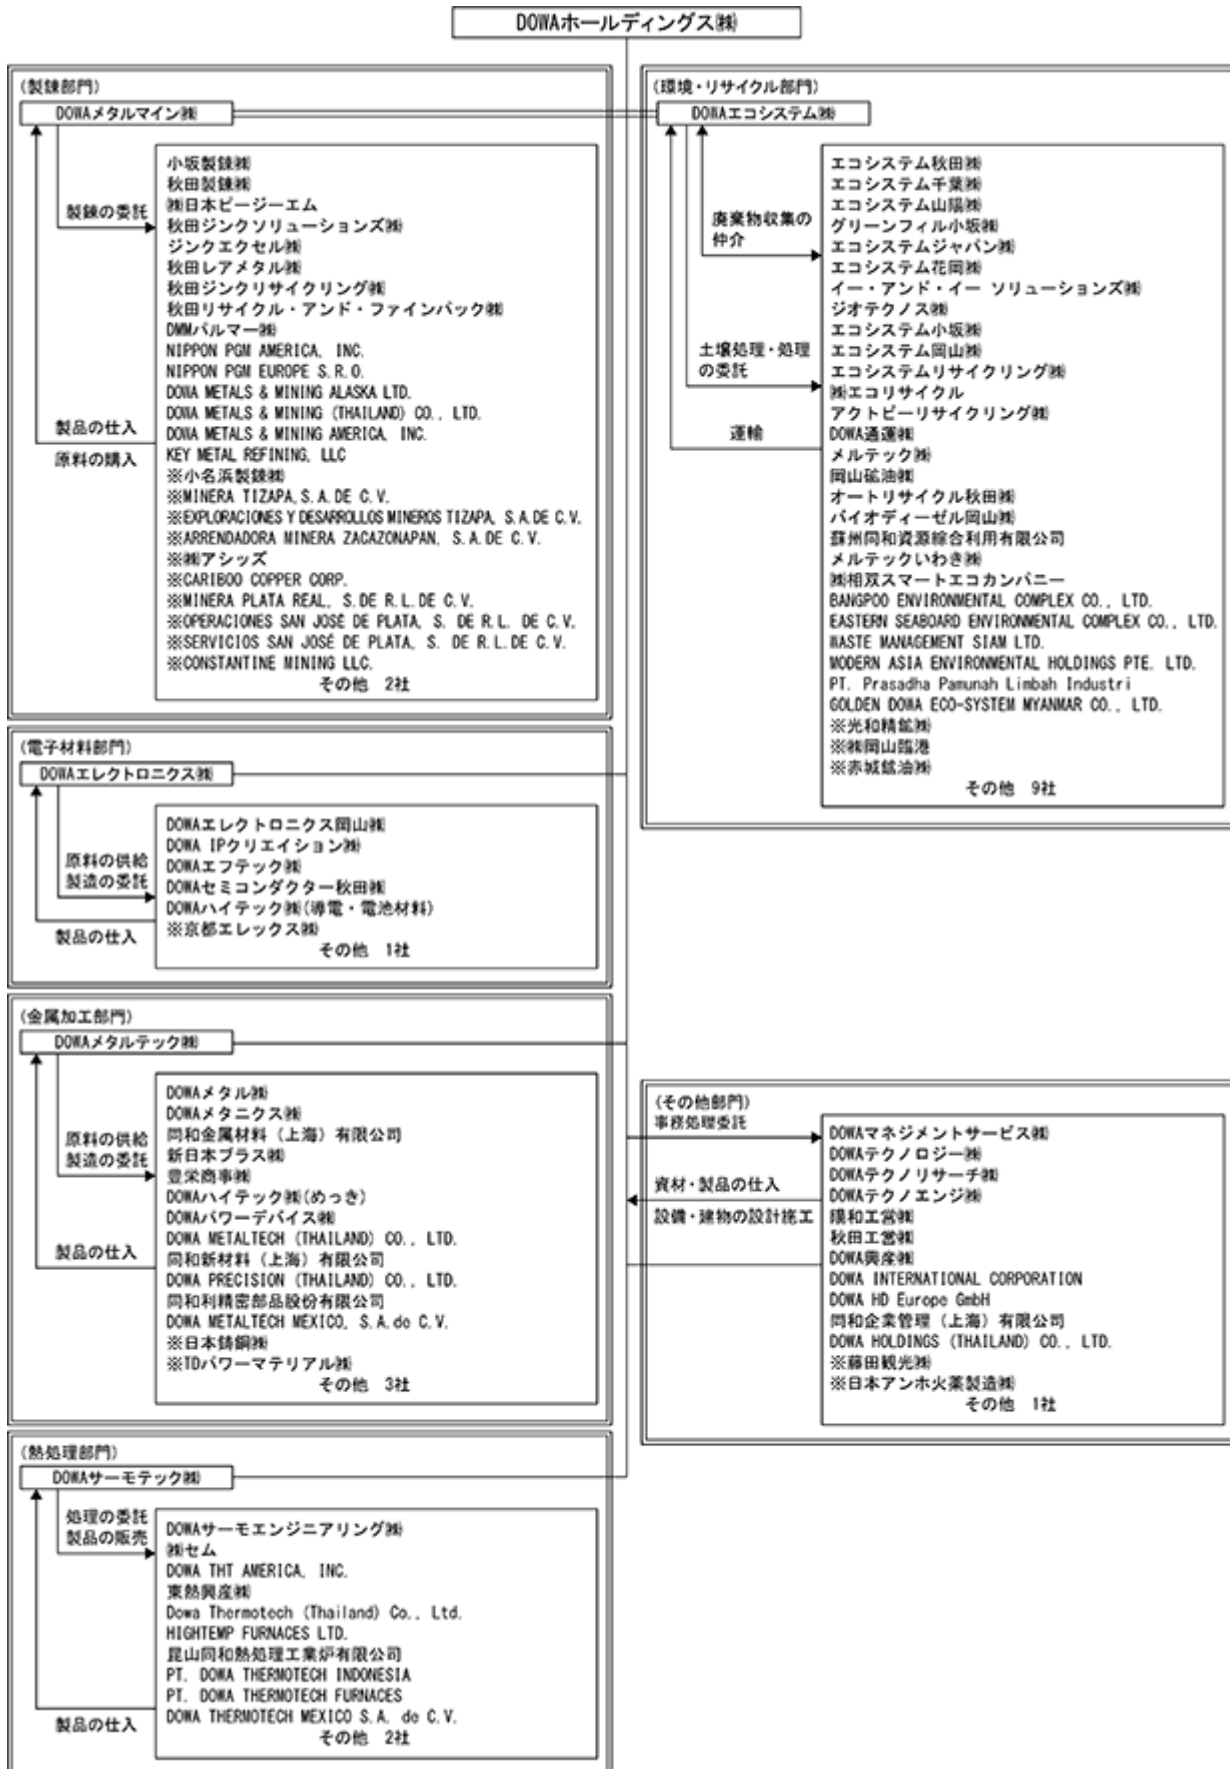 DOWAホールディングス㈱
(製錬部門)
DOWAメタルマイン㈱
製錬の委託
製品の仕入
原料の購入
小坂製錬㈱
秋田製錬㈱
㈱日本ピージーエム
秋田ジンクソリューションズ㈱
ジンクエクセル㈱
秋田レアメタル㈱
秋田ジンクリサイクリング㈱
秋田リサイクル・アンド・ファインパック㈱
DMMパルマー㈱
NIPPON PGM AMERICA, INC.
NIPPON PGM EUROPE S.R.O.
DOWA METALS & MINING ALASKA LTD.
DOWA METALS & MINING (THAILAND) CO., LTD.
DOWA METALS & MINING AMERICA, INC.
KEY METAL REFINING, LLC
※小名浜製錬㈱
※MINERA TIZAPA,S.A.DE C.V.
※EXPLORACIONES Y DESARROLLOS MINEROS TIZAPA, S.A.DE C.V.
※ARRENDADORA MINERA ZACAZONAPAN, S.A.DE C.V.
※㈱アシッズ
※CARIBOO COPPER CORP.
※MINERA PLATA REAL, S.DE R.L.DE C.V.
※OPERACIONES SAN JOSÉ DE PLATA, S. DE R.L. DE C.V.
※SERVICIOS SAN JOSÉ DE PLATA, S. DE R.L.DE C.V.
※CONSTANTINE MINING LLC.
その他 2社
(環境・リサイクル部門)
DOWAエコシステム㈱
廃棄物収集の
仲介
土壌処理・処理
の委託
運輸
エコシステム秋田㈱
エコシステム千葉㈱
エコシステム山陽㈱
グリーンフィル小坂㈱
エコシステムジャパン㈱
エコシステム花岡㈱
イー・アンド・イー ソリューションズ㈱
ジオテクノス㈱
エコシステム小坂㈱
エコシステム岡山㈱
エコシステムリサイクリング㈱
㈱エコリサイクル
アクトビーリサイクリング㈱
DOWA通運㈱
メルテック㈱
岡山砿油㈱
オートリサイクル秋田㈱
バイオディーゼル岡山㈱
蘇州同和資源綜合利用有限公司
メルテックいわき㈱
㈱相双スマートエコカンパニー
BANGPOO ENVIRONMENTAL COMPLEX CO., LTD.
EASTERN SEABOARD ENVIRONMENTAL COMPLEX CO., LTD.
WASTE MANAGEMENT SIAM LTD.
MODERN ASIA ENVIRONMENTAL HOLDINGS PTE. LTD.
PT. Prasadha Pamunah Limbah Industri
GOLDEN DOWA ECO-SYSTEM MYANMAR CO., LTD.
※光和精鉱㈱
※㈱岡山臨港
※赤城鉱油㈱
その他 9社
(電子材料部門)
DOWAエレクトロニクス㈱
原料の供給
製造の委託
製品の仕入
DOWAエレクトロニクス岡山㈱
DOWA IPクリエイション㈱
DOWAエフテック㈱
DOWAセミコンダクター秋田㈱
DOWAハイテック㈱(導電・電池材料)
※京都エレックス㈱
その他 1社
(金属加工部門)
DOWAメタルテック㈱
原料の供給
製造の委託
製品の仕入
DOWAメタル㈱
DOWAメタニクス㈱
同和金属材料 (上海) 有限公司
新日本ブラス㈱
豊栄商事㈱
DOWAハイテック㈱(めっき)
DOWAパワーデバイス㈱
DOWA METALTECH (THAILAND) CO., LTD.
同和新材料 (上海) 有限公司
DOWA PRECISION (THAILAND) CO., LTD.
同和利精密部品股份有限公司
DOWA METALTECH MEXICO, S.A.de C.V.
※日本鋳銅㈱
※TDパワーマテリアル㈱
その他 3社
(その他部門)
事務処理委託
資材・製品の仕入
設備・建物の設計施工
DOWAマネジメントサービス㈱
DOWAテクノロジー㈱
DOWAテクノリサーチ㈱
DOWAテクノエンジ㈱
陽和工営㈱
秋田工営㈱
DOWA興産㈱
DOWA INTERNATIONAL CORPORATION
DOWA HD Europe GmbH
同和企業管理 (上海) 有限公司
DOWA HOLDINGS (THAILAND) CO., LTD.
※藤田観光㈱
※日本アンホ火薬製造㈱
その他 1社
(熱処理部門)
DOWAサーモテック㈱
処理の委託
製品の販売
製品の仕入
DOWAサーモエンジニアリング㈱
㈱セム
DOWA THT AMERICA, INC.
東熱興産㈱
Dowa Thermotech (Thailand) Co., Ltd.
HIGHTEMP FURNACES LTD.
昆山同和熱処理工業炉有限公司
PT. DOWA THERMOTECH INDONESIA
PT. DOWA THERMOTECH FURNACES
DOWA THERMOTECH MEXICO S.A. de C.V.
その他 2社